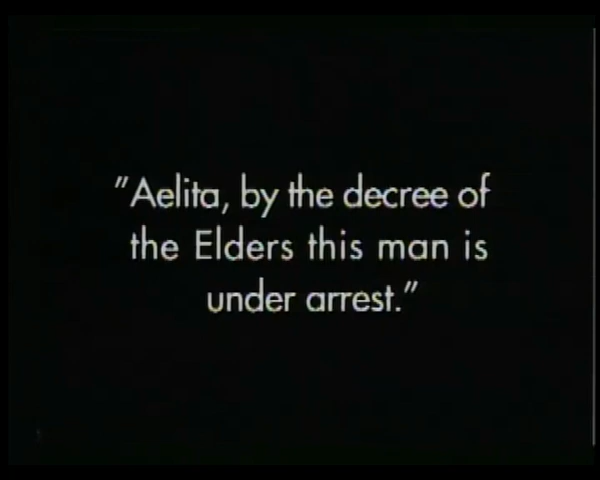 "Aelita, by the decree of
the Elders this man is
under arrest."